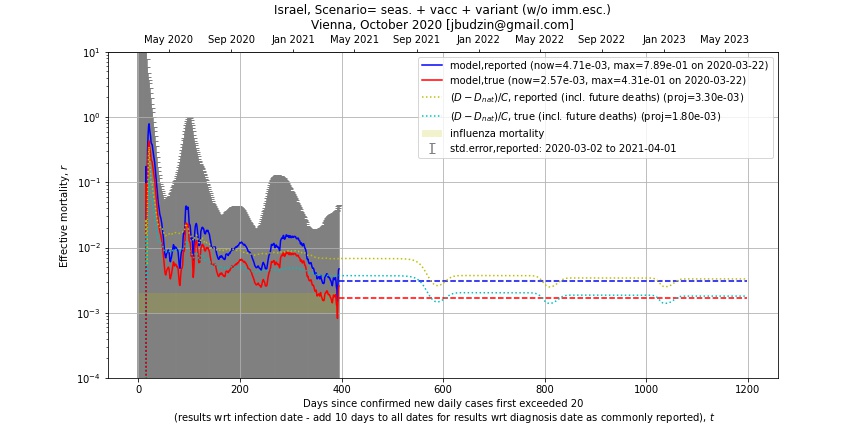 Israel, Scenario= seas. + vacc + variant (w/o imm.esc.)
Vienna, October 2020 [jbudzin@gmail.com]
May 2020 Sep 2020 Jan 2021 May 2021 Sep 2021 Jan 2022 May 2022 Sep 2022 Jan 2023 May 2023
model,reported (now=4.71e-03, max=7.89e-01 on 2020-03-22)
model,true (now=2.57e-03, max=4.31e-01 on 2020-03-22)
(D − D_nat)/C, reported (incl. future deaths) (proj=3.30e-03)
(D − D_nat)/C, true (incl. future deaths) (proj=1.80e-03)
influenza mortality
std.error,reported: 2020-03-02 to 2021-04-01
Effective mortality, r
10¹
10⁰
10⁻¹
10⁻²
10⁻³
10⁻⁴
0 200 400 600 800 1000 1200
Days since confirmed new daily cases first exceeded 20
(results wrt infection date - add 10 days to all dates for results wrt diagnosis date as commonly reported), t